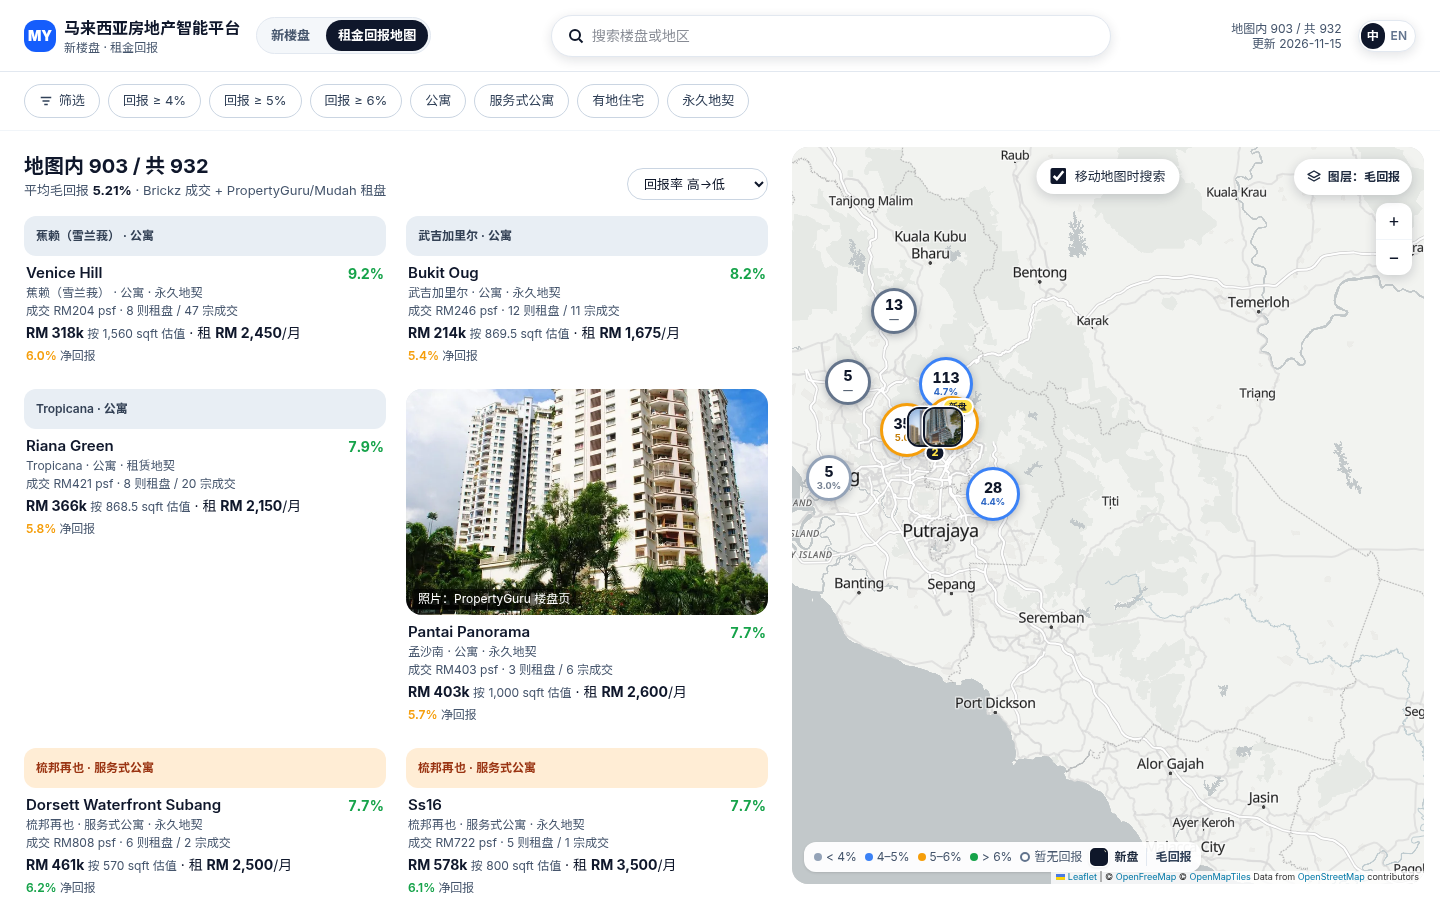 MY
马来西亚房地产智能平台
新楼盘 · 租金回报
新楼盘
租金回报地图
搜索楼盘或地区
地图内 903 / 共 932
更新 2026-11-15
中 EN
筛选
回报 ≥ 4%
回报 ≥ 5%
回报 ≥ 6%
公寓
服务式公寓
有地住宅
永久地契
地图内 903 / 共 932
平均毛回报 5.21% · Brickz 成交 + PropertyGuru/Mudah 租盘
回报率 高→低
蕉赖（雪兰莪） · 公寓
Venice Hill 9.2%
蕉赖（雪兰莪） · 公寓 · 永久地契
成交 RM204 psf · 8 则租盘 / 47 宗成交
RM 318k 按 1,560 sqft 估值 · 租 RM 2,450/月
6.0% 净回报
武吉加里尔 · 公寓
Bukit Oug 8.2%
武吉加里尔 · 公寓 · 永久地契
成交 RM246 psf · 12 则租盘 / 11 宗成交
RM 214k 按 869.5 sqft 估值 · 租 RM 1,675/月
5.4% 净回报
Tropicana · 公寓
Riana Green 7.9%
Tropicana · 公寓 · 租赁地契
成交 RM421 psf · 8 则租盘 / 20 宗成交
RM 366k 按 868.5 sqft 估值 · 租 RM 2,150/月
5.8% 净回报
照片：PropertyGuru 楼盘页
Pantai Panorama 7.7%
孟沙南 · 公寓 · 永久地契
成交 RM403 psf · 3 则租盘 / 6 宗成交
RM 403k 按 1,000 sqft 估值 · 租 RM 2,600/月
5.7% 净回报
梳邦再也 · 服务式公寓
Dorsett Waterfront Subang 7.7%
梳邦再也 · 服务式公寓 · 永久地契
成交 RM808 psf · 6 则租盘 / 2 宗成交
RM 461k 按 570 sqft 估值 · 租 RM 2,500/月
6.2% 净回报
梳邦再也 · 服务式公寓
Ss16 7.7%
梳邦再也 · 服务式公寓 · 永久地契
成交 RM722 psf · 5 则租盘 / 1 宗成交
RM 578k 按 800 sqft 估值 · 租 RM 3,500/月
6.1% 净回报
移动地图时搜索
图层：毛回报
+
−
Raub
Tanjong Malim
Kuala Krau
Kuala Kubu
Bharu
Bentong
Temerloh
Karak
13
—
5
—
113
4.7%
Triang
新盘
2
5
3.0%
28
4.4%
Titi
Putrajaya
ISLAND
Banting
Sepang
Seremban
Port Dickson
Alor Gajah
Jasin
Ayer Keroh
City
< 4%
4–5%
5–6%
> 6%
暂无回报
新盘
毛回报
Leaflet | © OpenFreeMap © OpenMapTiles Data from OpenStreetMap contributors